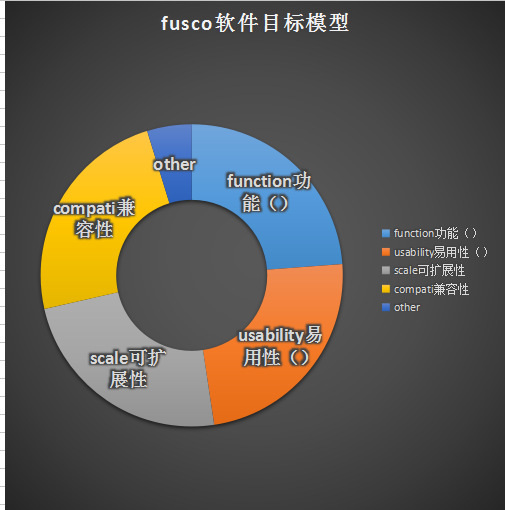 fusco软件目标模型
other
function功
能（）
compati兼
容性
usability易
用性（）
scale可扩
展性
function功能（）
usability易用性（）
scale可扩展性
compati兼容性
other